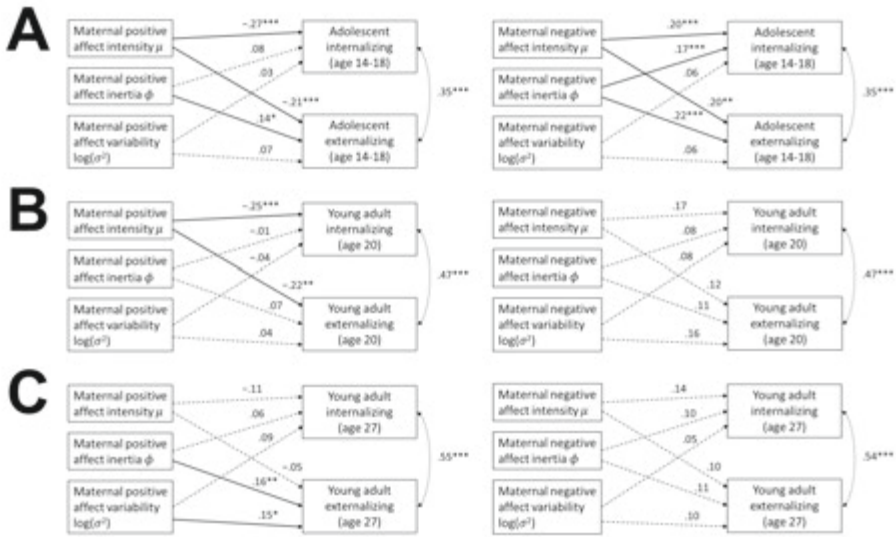 A
Maternal positive
affect intensity μ
Maternal positive
affect inertia ϕ
Maternal positive
affect variability
log(σ²)
−.27***
.08
.03
−.21***
.14*
.07
Adolescent
internalizing
(age 14-18)
Adolescent
externalizing
(age 14-18)
.35***
Maternal negative
affect intensity μ
Maternal negative
affect inertia ϕ
Maternal negative
affect variability
log(σ²)
.20***
.17***
.06
.20**
.22***
.06
Adolescent
internalizing
(age 14-18)
Adolescent
externalizing
(age 14-18)
.35***
B
Maternal positive
affect intensity μ
Maternal positive
affect inertia ϕ
Maternal positive
affect variability
log(σ²)
−.25***
−.01
−.04
−.22**
.07
.04
Young adult
internalizing
(age 20)
Young adult
externalizing
(age 20)
.47***
Maternal negative
affect intensity μ
Maternal negative
affect inertia ϕ
Maternal negative
affect variability
log(σ²)
.17
.08
.08
.12
.11
.16
Young adult
internalizing
(age 20)
Young adult
externalizing
(age 20)
.47***
C
Maternal positive
affect intensity μ
Maternal positive
affect inertia ϕ
Maternal positive
affect variability
log(σ²)
−.11
.06
.09
−.05
.16**
.15*
Young adult
internalizing
(age 27)
Young adult
externalizing
(age 27)
.55***
Maternal negative
affect intensity μ
Maternal negative
affect inertia ϕ
Maternal negative
affect variability
log(σ²)
.14
.10
.05
.10
.11
.10
Young adult
internalizing
(age 27)
Young adult
externalizing
(age 27)
.54***